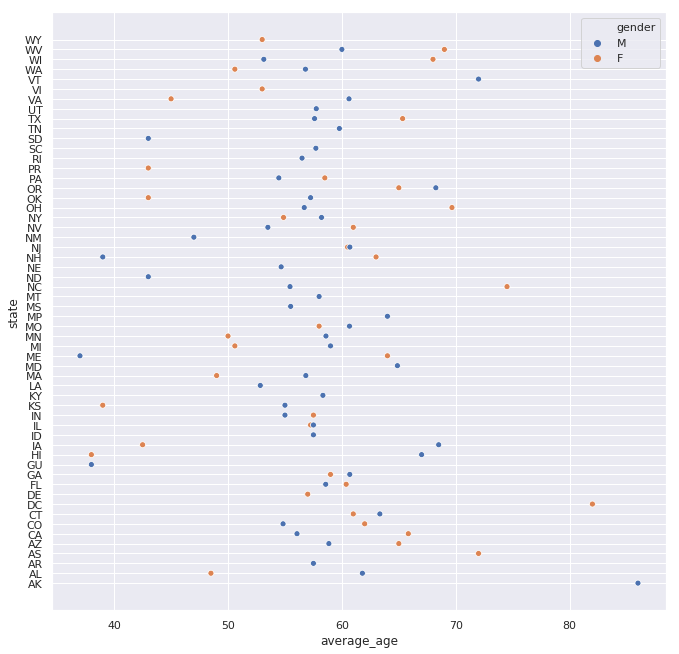 gender
M
F
WY
WV
WI
WA
VT
VI
VA
UT
TX
TN
SD
SC
RI
PR
PA
OR
OK
OH
NY
NV
NM
NJ
NH
NE
ND
NC
MT
MS
MP
MO
MN
MI
ME
MD
MA
LA
KY
KS
IN
IL
ID
IA
HI
GU
GA
FL
DE
DC
CT
CO
CA
AZ
AS
AR
AL
AK
state
40 50 60 70 80
average_age